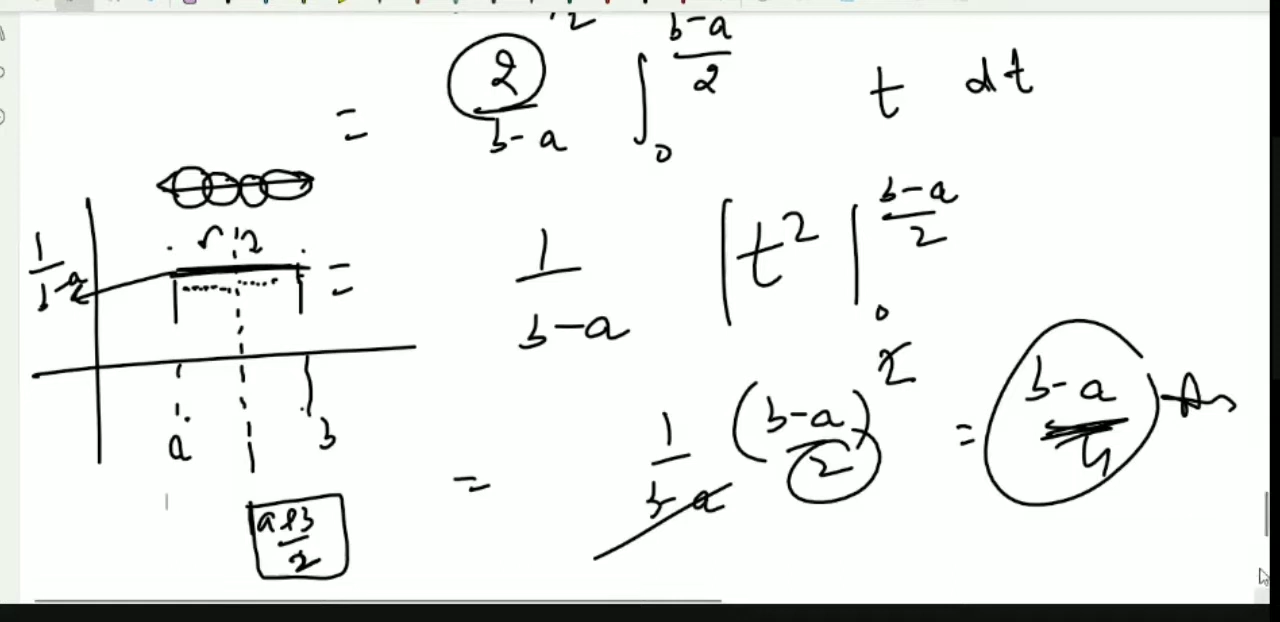 = 2/(b-a) ∫₀^((b-a)/2) t dt
1/(b-a)
= 1/(b-a) |t²|₀^((b-a)/2)
a b
= 1/(b-a) ((b-a)/2)² = (b-a)/4 Ans
(a+b)/2